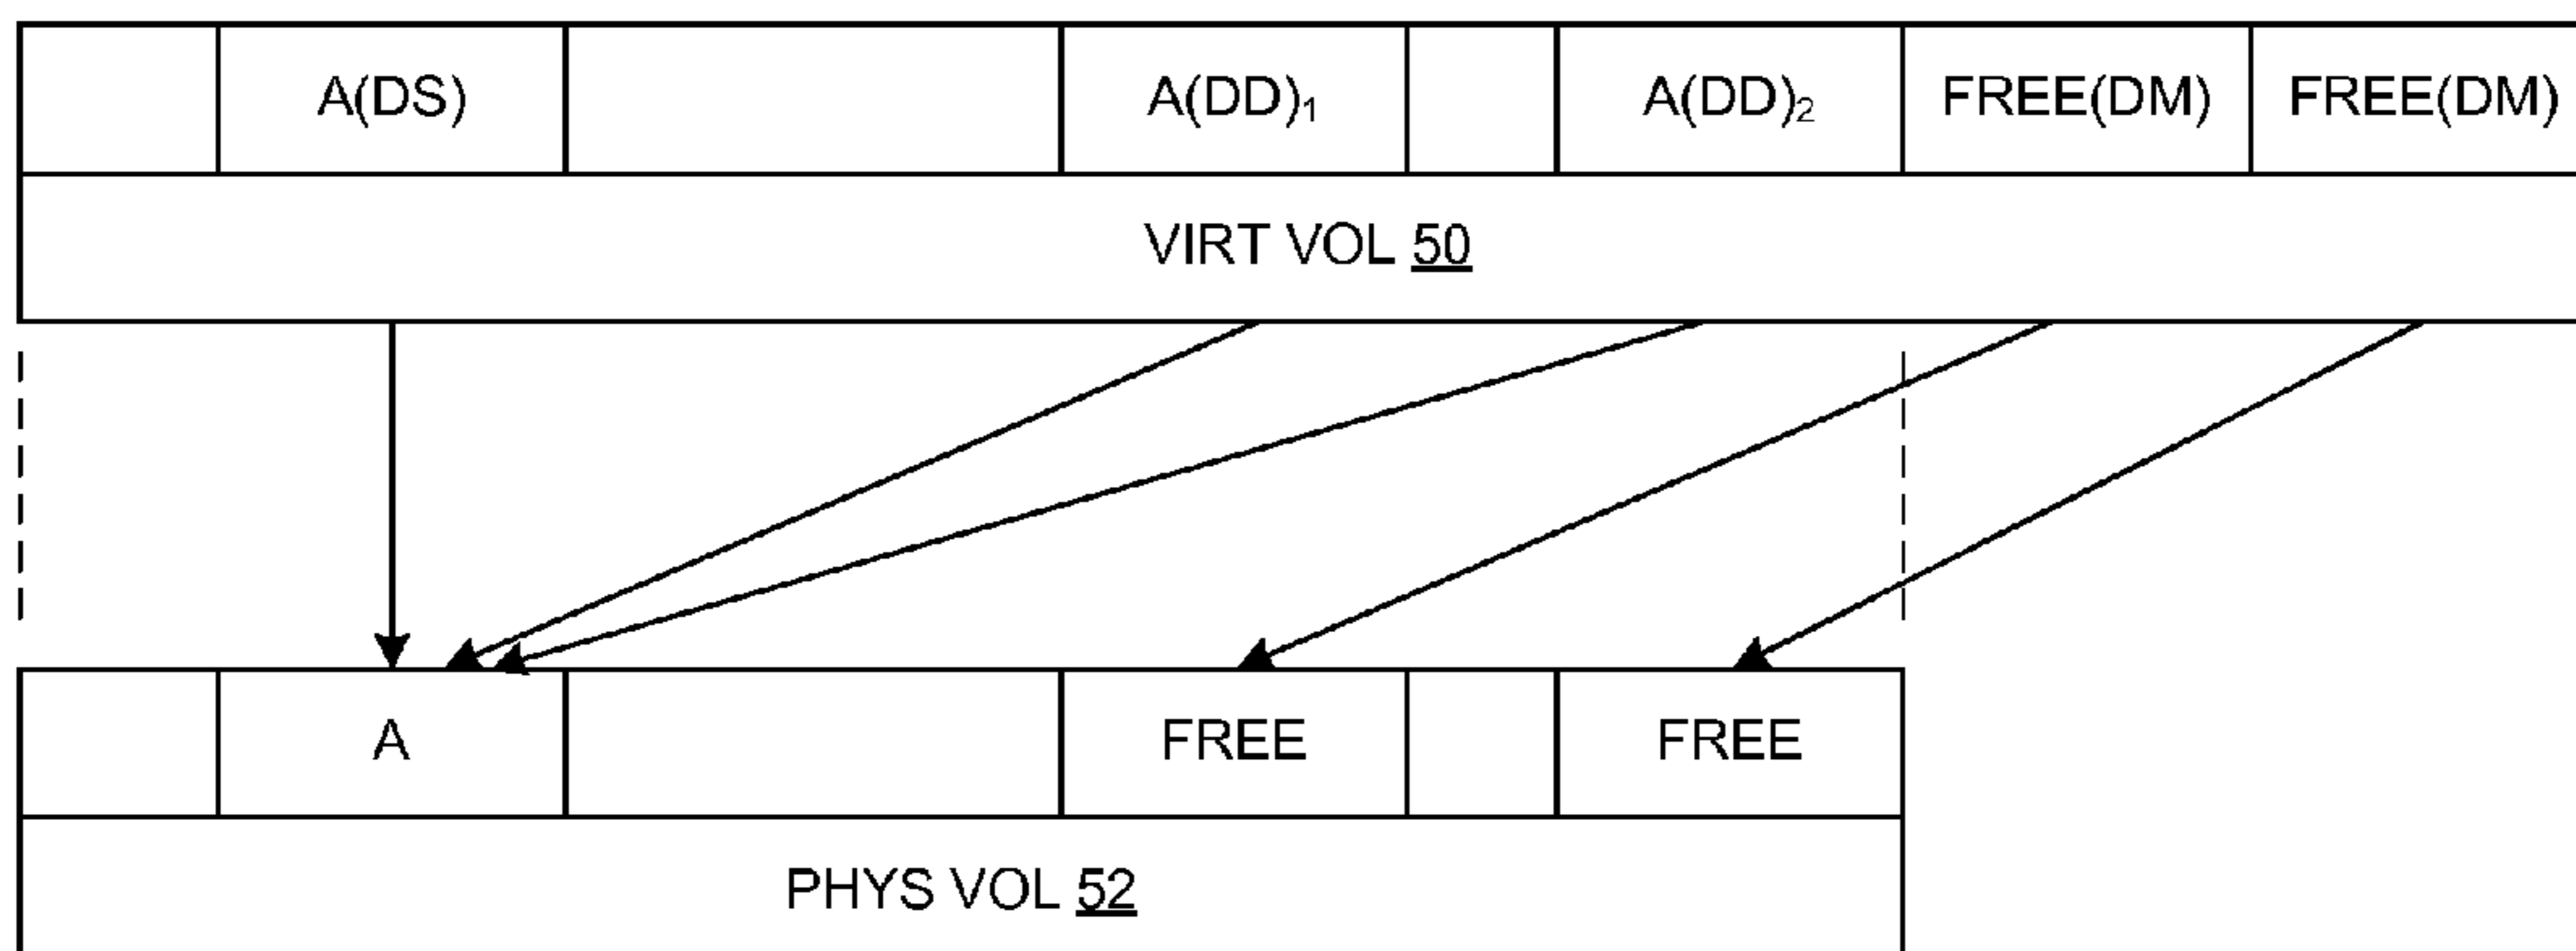 A(DS) A(DD)₁ A(DD)₂ FREE(DM) FREE(DM)
VIRT VOL 50
A FREE FREE
PHYS VOL 52